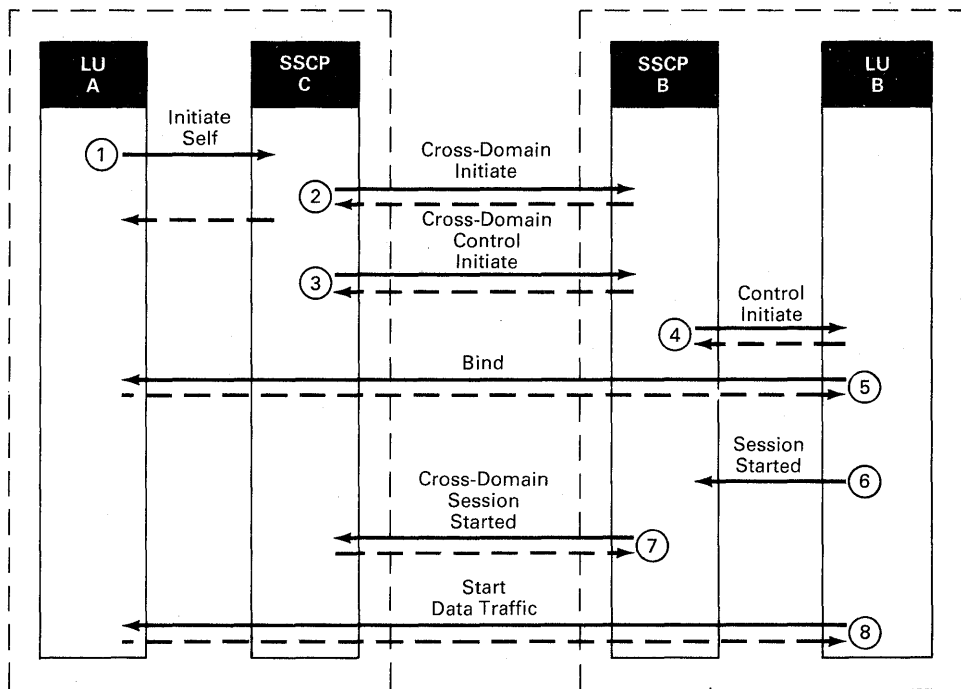 LU
A
SSCP
C
SSCP
B
LU
B
Initiate
Self
1
Cross-Domain
Initiate
2
Cross-Domain
Control
Initiate
3
Control
Initiate
4
Bind
5
Session
Started
6
Cross-Domain
Session
Started
7
Start
Data Traffic
8